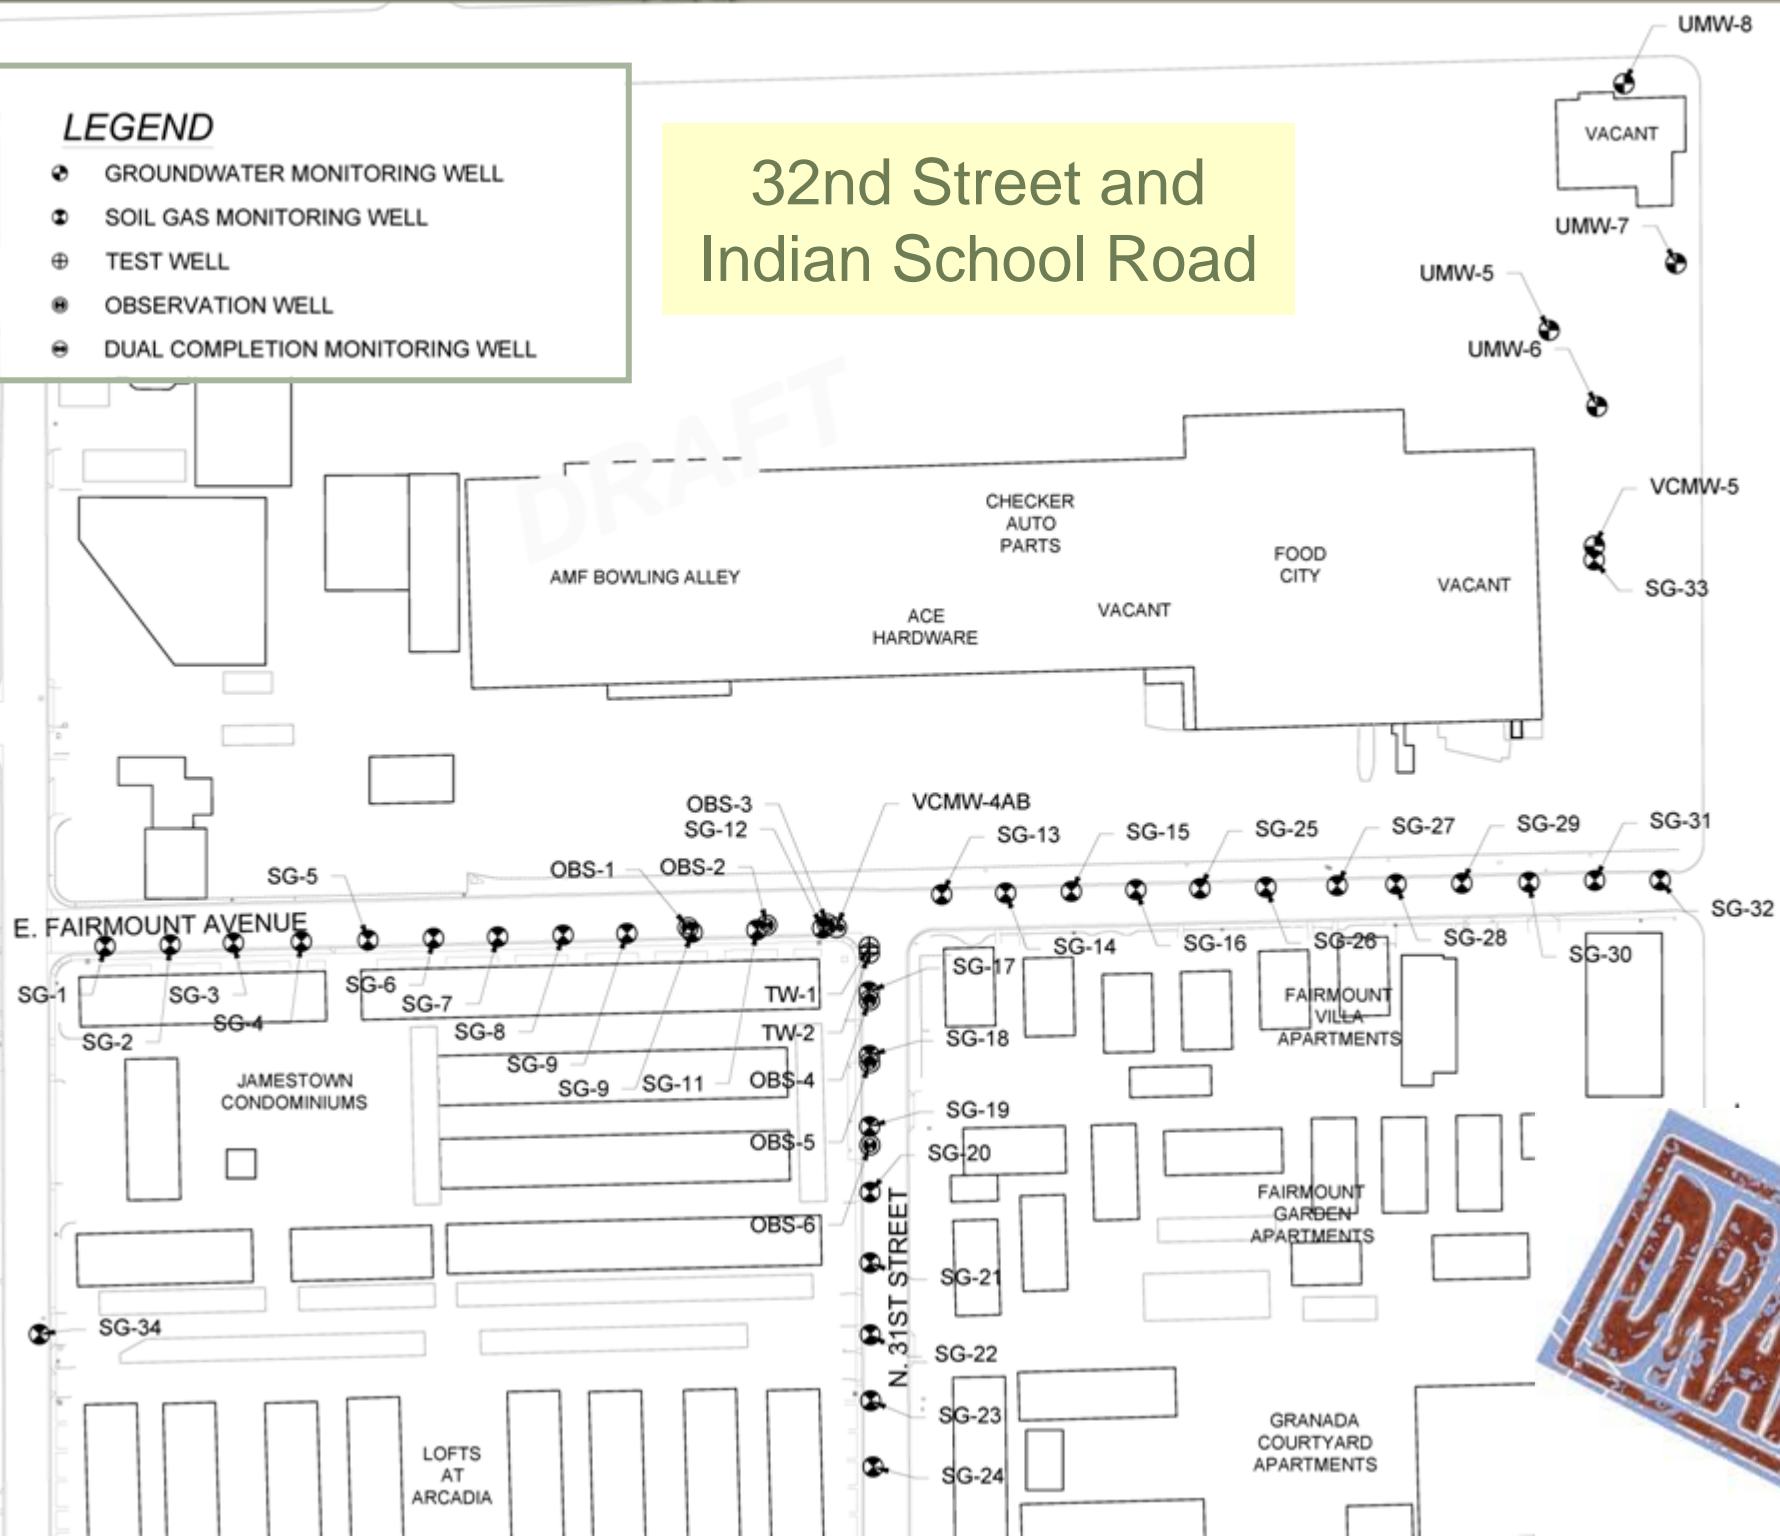 UMW-8
LEGEND
GROUNDWATER MONITORING WELL
SOIL GAS MONITORING WELL
TEST WELL
OBSERVATION WELL
DUAL COMPLETION MONITORING WELL
32nd Street and
Indian School Road
VACANT
UMW-7
UMW-5
UMW-6
DRAFT
VCMW-5
SG-33
CHECKER
AUTO
PARTS
FOOD
CITY
AMF BOWLING ALLEY
VACANT
ACE
HARDWARE
VACANT
OBS-3
SG-12
VCMW-4AB
SG-13
SG-15
SG-25
SG-27
SG-29
SG-31
SG-5
OBS-1
OBS-2
SG-32
E. FAIRMOUNT AVENUE
SG-14
SG-16
SG-26
SG-28
SG-30
SG-1
SG-3
SG-6
SG-7
TW-1
SG-17
SG-2
SG-4
SG-8
TW-2
SG-18
FAIRMOUNT
VILLA
APARTMENTS
SG-9
SG-9
SG-11
OBS-4
JAMESTOWN
CONDOMINIUMS
SG-19
OBS-5
SG-20
OBS-6
FAIRMOUNT
GARDEN
APARTMENTS
SG-21
N. 31ST STREET
SG-34
SG-22
SG-23
SG-24
LOFTS
AT
ARCADIA
GRANADA
COURTYARD
APARTMENTS
DRA